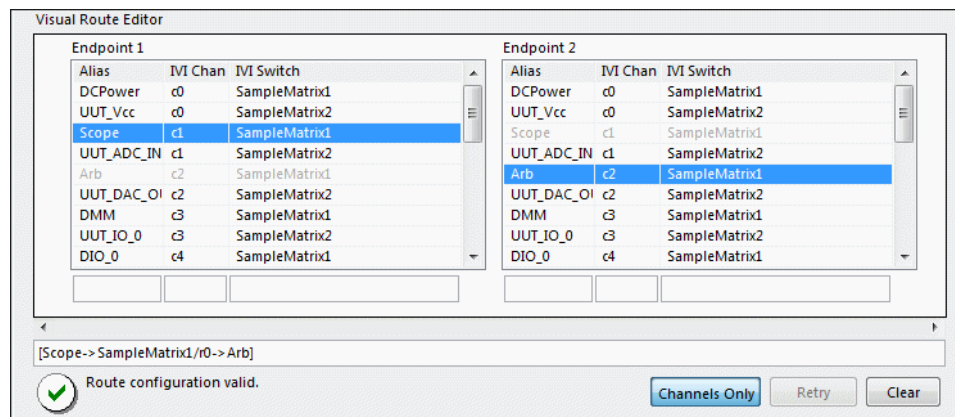 Visual Route Editor
Endpoint 1
Alias IVI Chan IVI Switch
DCPower c0 SampleMatrix1
UUT_Vcc c0 SampleMatrix2
Scope c1 SampleMatrix1
UUT_ADC_IN c1 SampleMatrix2
Arb c2 SampleMatrix1
UUT_DAC_OU c2 SampleMatrix2
DMM c3 SampleMatrix1
UUT_IO_0 c3 SampleMatrix2
DIO_0 c4 SampleMatrix1
Endpoint 2
Alias IVI Chan IVI Switch
DCPower c0 SampleMatrix1
UUT_Vcc c0 SampleMatrix2
Scope c1 SampleMatrix1
UUT_ADC_IN c1 SampleMatrix2
Arb c2 SampleMatrix1
UUT_DAC_OU c2 SampleMatrix2
DMM c3 SampleMatrix1
UUT_IO_0 c3 SampleMatrix2
DIO_0 c4 SampleMatrix1
[Scope->SampleMatrix1/r0->Arb]
Route configuration valid.
Channels Only Retry Clear